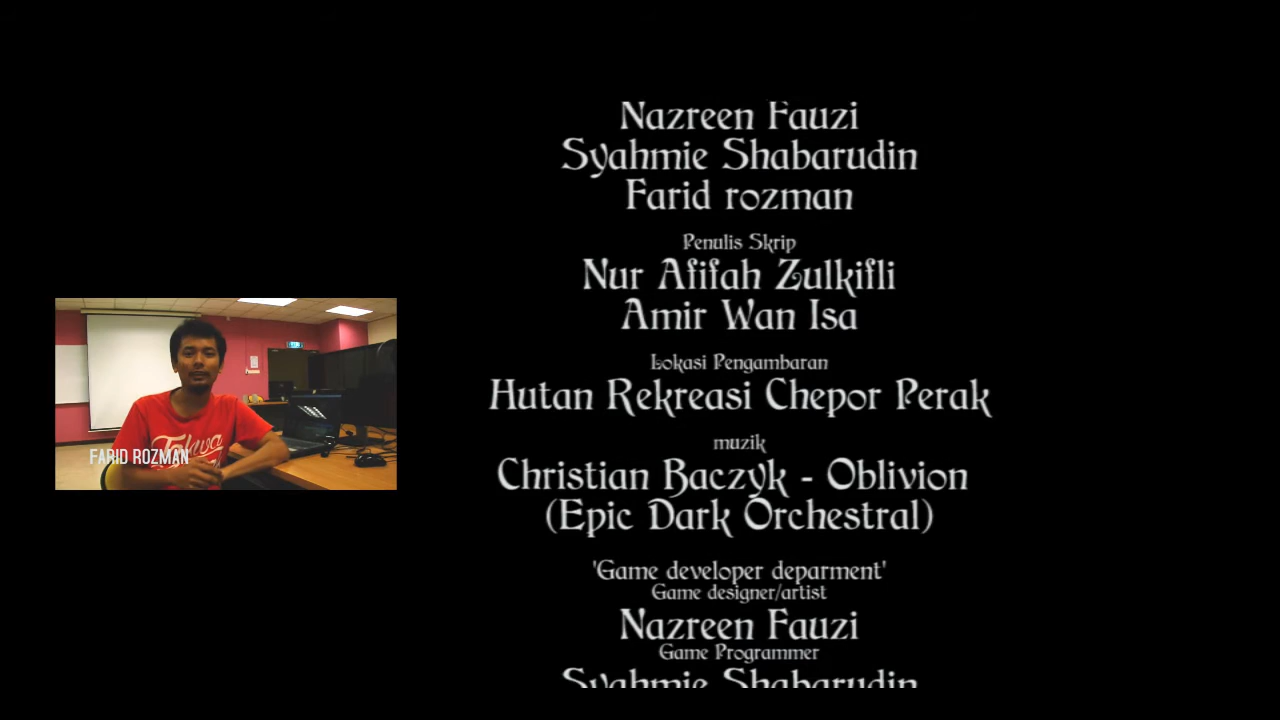 Nazreen Fauzi
Syahmie Shabarudin
Farid rozman
Penulis Skrip
Nur Afifah Zulkifli
Amir Wan Isa
Lokasi Pengambaran
Hutan Rekreasi Chepor Perak
muzik
Christian Baczyk - Oblivion
(Epic Dark Orchestral)
'Game developer deparment'
Game designer/artist
Nazreen Fauzi
Game Programmer
Syahmie Shabarudin
FARID ROZMAN